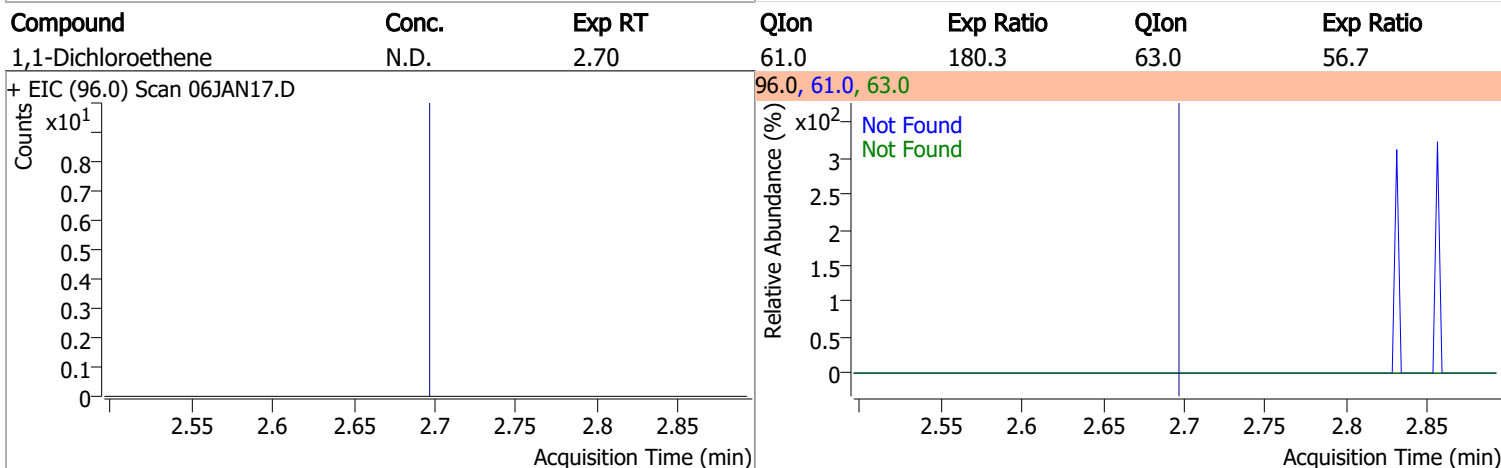 Compound Conc. Exp RT QIon Exp Ratio QIon Exp Ratio
1,1-Dichloroethene N.D. 2.70 61.0 180.3 63.0 56.7
+ EIC (96.0) Scan 06JAN17.D
Counts
x10¹
0.8
0.7
0.6
0.5
0.4
0.3
0.2
0.1
0
2.55 2.6 2.65 2.7 2.75 2.8 2.85
Acquisition Time (min)
96.0, 61.0, 63.0
Relative Abundance (%)
x10²
Not Found
Not Found
3
2.5
2
1.5
1
0.5
0
2.55 2.6 2.65 2.7 2.75 2.8 2.85
Acquisition Time (min)